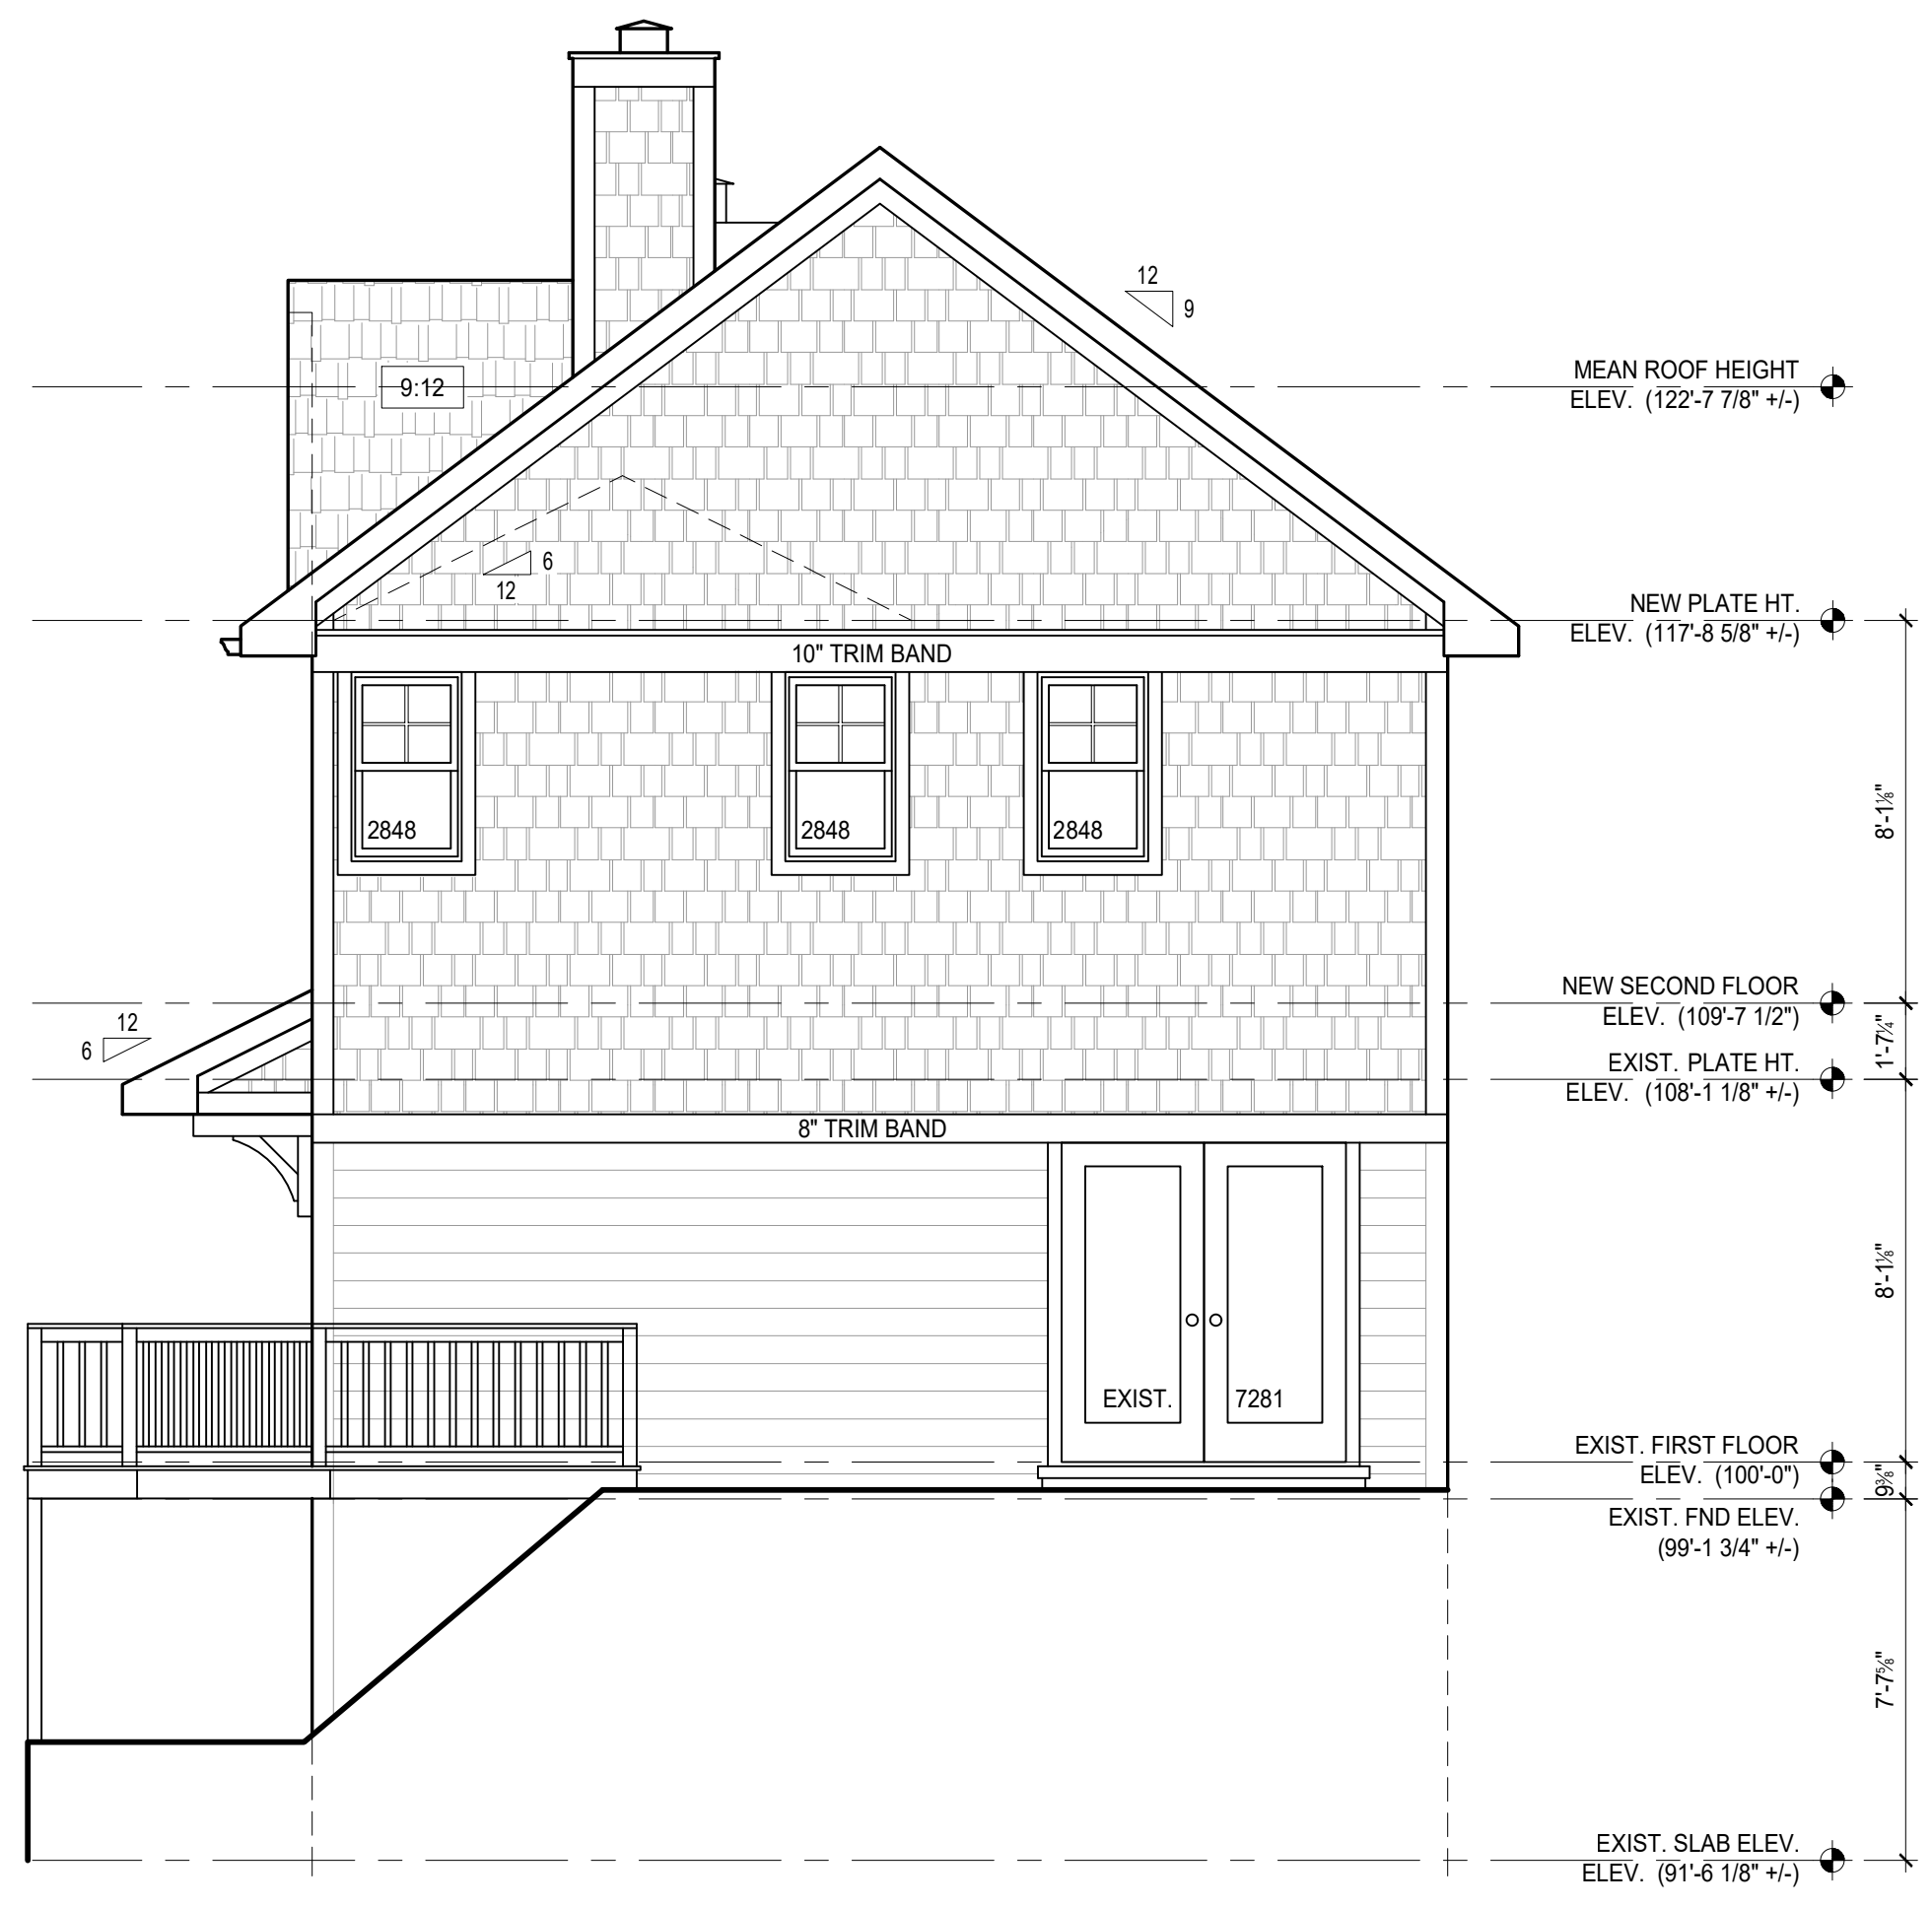 12
9
MEAN ROOF HEIGHT
ELEV. (122'-7 7/8" +/-)
9:12
6
12
NEW PLATE HT.
ELEV. (117'-8 5/8" +/-)
10" TRIM BAND
2848
2848
2848
8'-1⅛"
NEW SECOND FLOOR
ELEV. (109'-7 1/2")
12
6
1'-7¼"
EXIST. PLATE HT.
ELEV. (108'-1 1/8" +/-)
8" TRIM BAND
8'-1⅛"
EXIST.
7281
EXIST. FIRST FLOOR
ELEV. (100'-0")
9⅜"
EXIST. FND ELEV.
(99'-1 3/4" +/-)
7'-7⅝"
EXIST. SLAB ELEV.
ELEV. (91'-6 1/8" +/-)